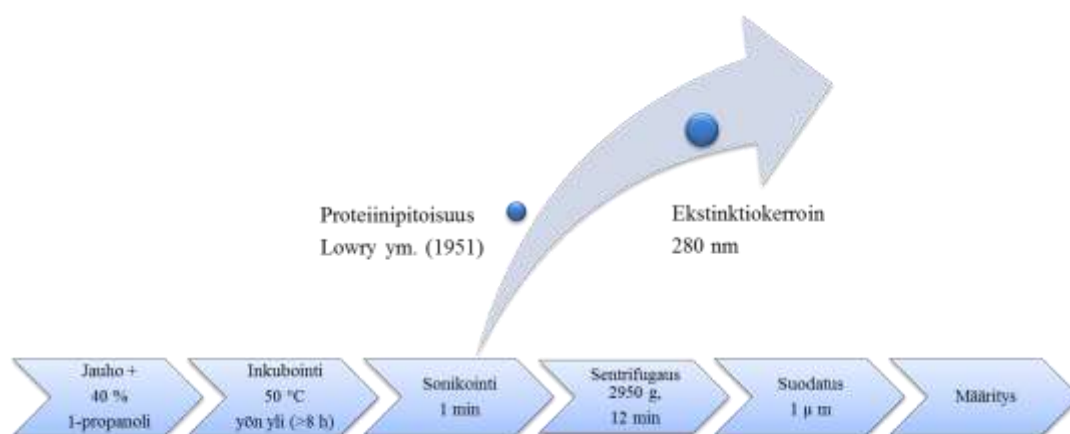 Proteiinipitoisuus
Lowry ym. (1951)
Ekstinktiokerroin
280 nm
Jauho +
40 %
1-propanoli
Inkubointi
50 °C
yön yli (>8 h)
Sonikointi
1 min
Sentrifugaus
2950 g,
12 min
Suodatus
1 µ m
Määritys